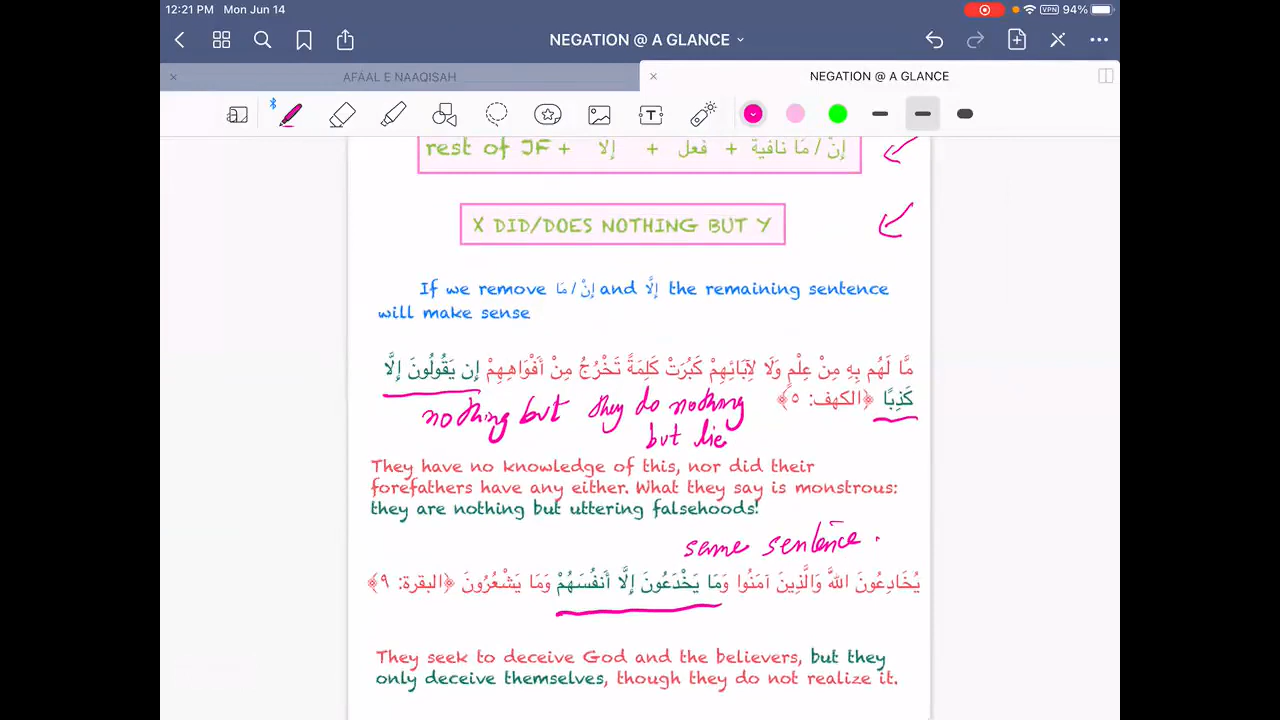 12:21 PM Mon Jun 14
VPN 94%
NEGATION @ A GLANCE
AFÁAL E NAAQISAH
NEGATION @ A GLANCE
T
إِنّ / مَا نافية + فعل + إلّا + rest of JF
X DID/DOES NOTHING BUT Y
If we remove إِنْ / مَا and إِلَّا the remaining sentence
will make sense
مَّا لَهُم بِهِ مِنْ عِلْمٍ وَلَا لِآبَائِهِمْ كَبُرَتْ كَلِمَةً تَخْرُجُ مِنْ أَفْوَاهِهِمْ إِن يَقُولُونَ إِلَّا
كَذِبًا ﴿الكهف: ٥﴾
nothing but they do nothing
but lie
They have no knowledge of this, nor did their
forefathers have any either. What they say is monstrous:
they are nothing but uttering falsehoods!
same sentence.
يُخَادِعُونَ اللَّهَ وَالَّذِينَ آمَنُوا وَمَا يَخْدَعُونَ إِلَّا أَنفُسَهُمْ وَمَا يَشْعُرُونَ ﴿البقرة: ٩﴾
They seek to deceive God and the believers, but they
only deceive themselves, though they do not realize it.